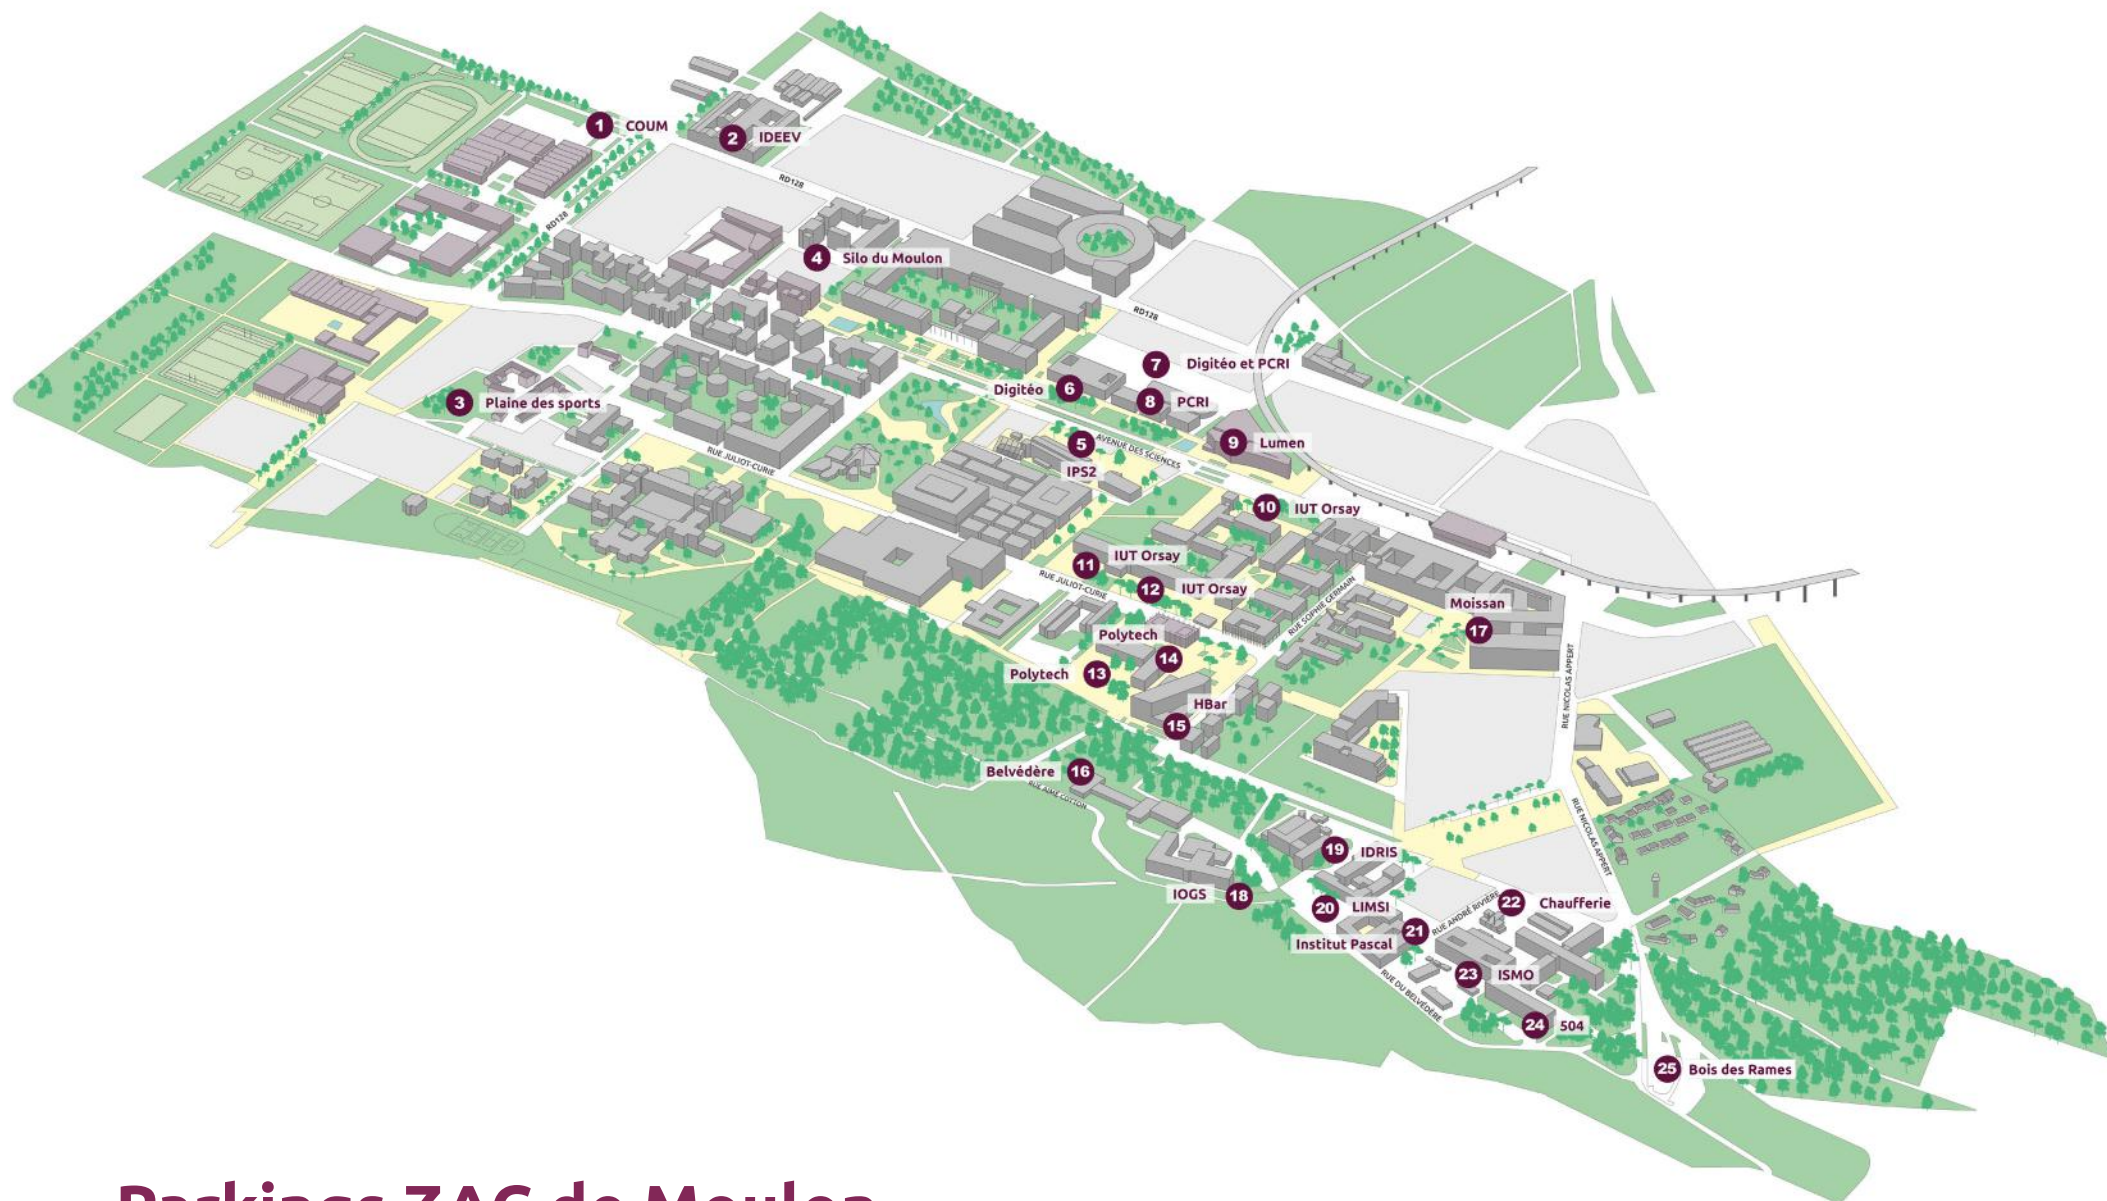 1 COUM
2 IDEEV
RD128
RD128
4 Silo du Moulon
RD128
7 Digitéo et PCRI
Digitéo 6
8 PCRI
3 Plaine des sports
5
AVENUE DES SCIENCES
9 Lumen
RUE JULIOT-CURIE
IPS2
10 IUT Orsay
11 IUT Orsay
RUE JULIOT-CURIE
12 IUT Orsay
RUE SOPHIE GERMAIN
Moissan
17
Polytech
14
Polytech 13
RUE NICOLAS APPERT
HBar
15
Belvédère 16
RUE AIMÉ COTTON
RUE NICOLAS APPERT
19 IDRIS
IOGS 18
20 LIMSI
RUE ANDRÉ RIVIÈRE
22 Chaufferie
21
Institut Pascal
23 ISMO
RUE DU BELVÉDÈRE
24 504
25 Bois des Rames
Parkings ZAC de Moulon